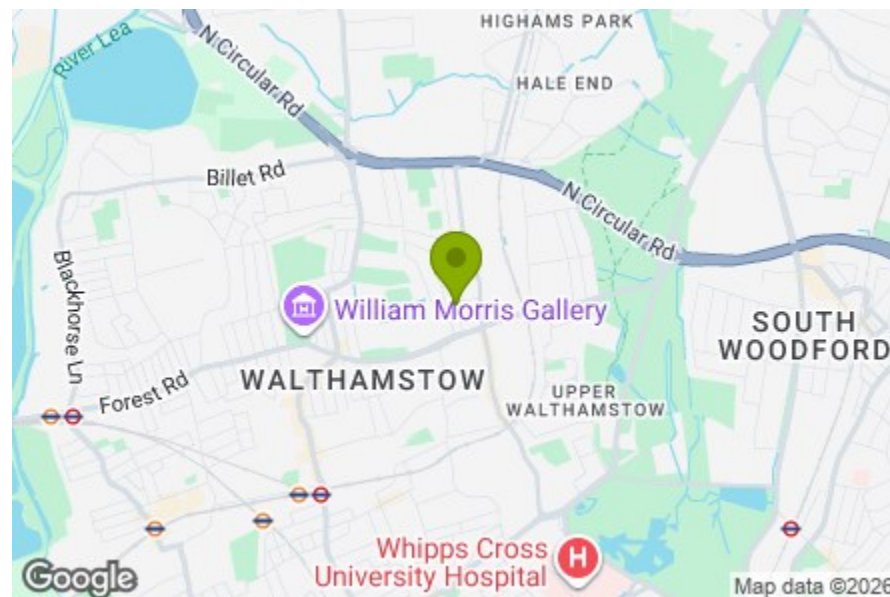 HIGHAMS PARK
River Lea
N Circular Rd
HALE END
Billet Rd
N Circular Rd
Blackhorse Ln
William Morris Gallery
SOUTH
WOODFORD
WALTHAMSTOW
Forest Rd
UPPER
WALTHAMSTOW
Whipps Cross
University Hospital
H
Google
Map data ©2026